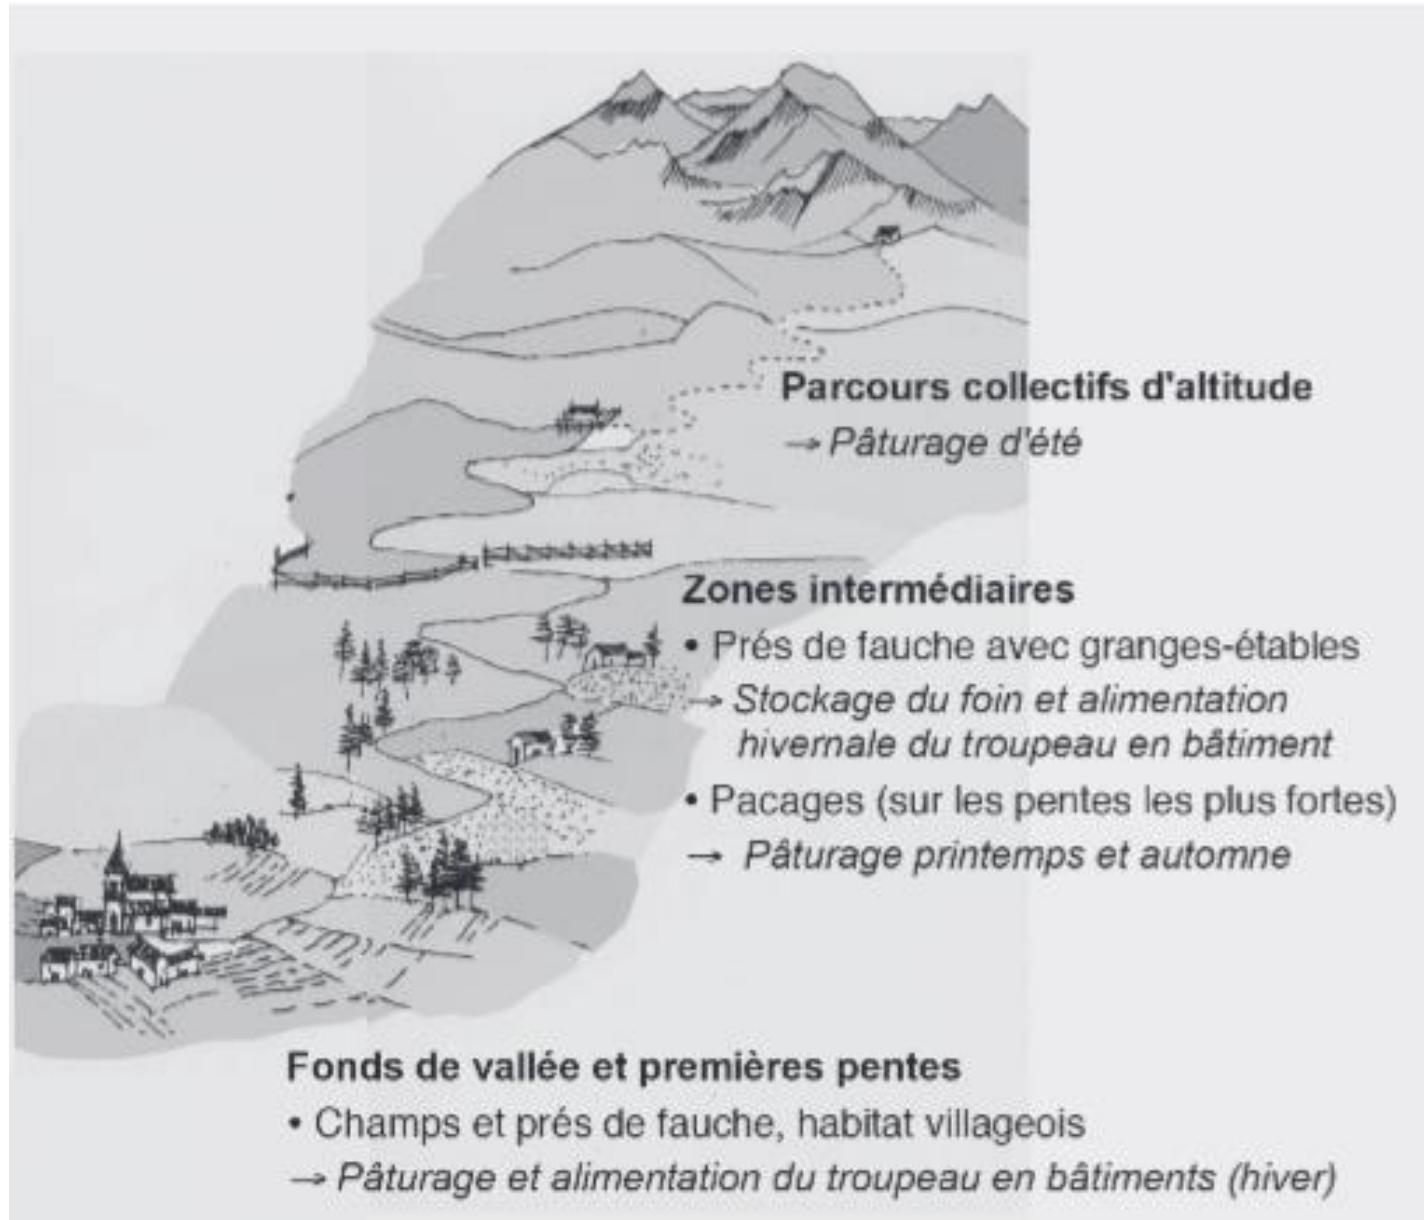 Parcours collectifs d'altitude
→ Pâturage d'été
Zones intermédiaires
• Prés de fauche avec granges-étables
→ Stockage du foin et alimentation
hivernale du troupeau en bâtiment
• Pacages (sur les pentes les plus fortes)
→ Pâturage printemps et automne
Fonds de vallée et premières pentes
• Champs et prés de fauche, habitat villageois
→ Pâturage et alimentation du troupeau en bâtiments (hiver)